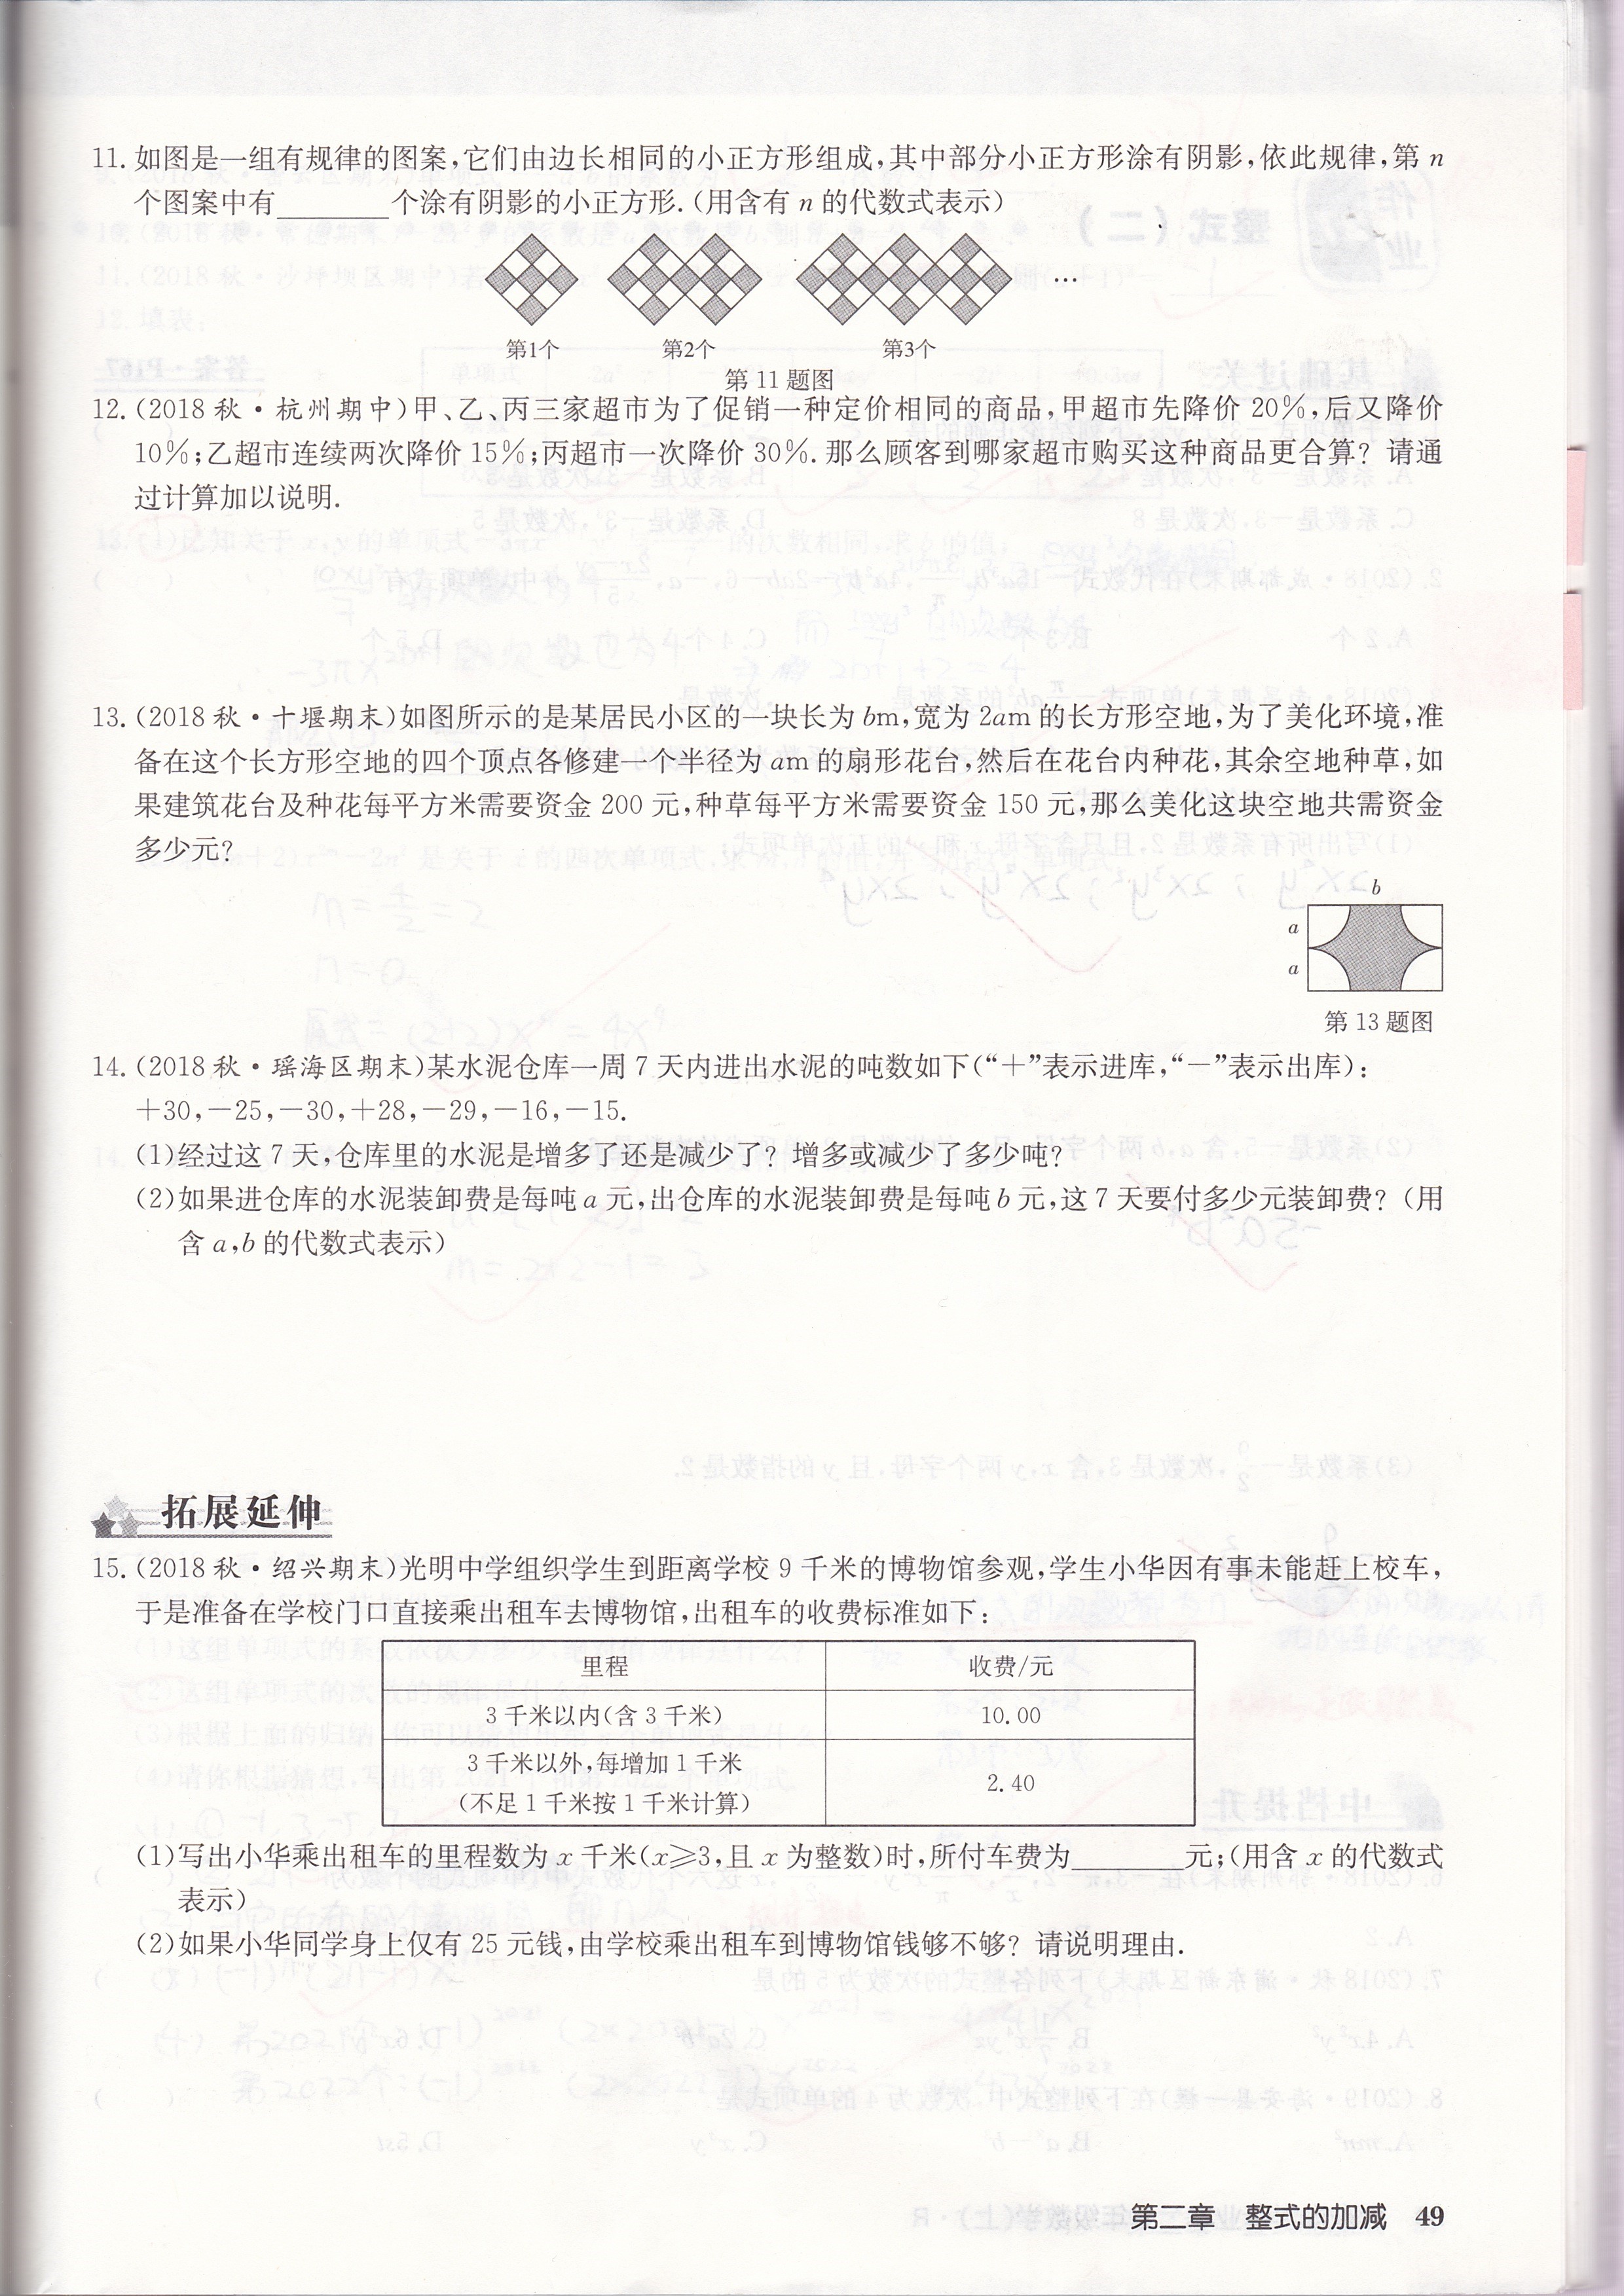 11. 如图是一组有规律的图案,它们由边长相同的小正方形组成,其中部分小正方形涂有阴影,依此规律,第 n
个图案中有________个涂有阴影的小正方形.(用含有 n 的代数式表示)
…
第1个 第2个 第3个
第 11 题图
12. (2018 秋·杭州期中)甲、乙、丙三家超市为了促销一种定价相同的商品,甲超市先降价 20%,后又降价
10%;乙超市连续两次降价 15%;丙超市一次降价 30%. 那么顾客到哪家超市购买这种商品更合算? 请通
过计算加以说明.
13. (2018 秋·十堰期末)如图所示的是某居民小区的一块长为 bm,宽为 2am 的长方形空地,为了美化环境,准
备在这个长方形空地的四个顶点各修建一个半径为 am 的扇形花台,然后在花台内种花,其余空地种草,如
果建筑花台及种花每平方米需要资金 200 元,种草每平方米需要资金 150 元,那么美化这块空地共需资金
多少元?
b
a
a
第 13 题图
14. (2018 秋·瑶海区期末)某水泥仓库一周 7 天内进出水泥的吨数如下(“+”表示进库,“-”表示出库):
+30,-25,-30,+28,-29,-16,-15.
(1)经过这 7 天,仓库里的水泥是增多了还是减少了? 增多或减少了多少吨?
(2)如果进仓库的水泥装卸费是每吨 a 元,出仓库的水泥装卸费是每吨 b 元,这 7 天要付多少元装卸费? (用
含 a,b 的代数式表示)
拓展延伸
15. (2018 秋·绍兴期末)光明中学组织学生到距离学校 9 千米的博物馆参观,学生小华因有事未能赶上校车,
于是准备在学校门口直接乘出租车去博物馆,出租车的收费标准如下:
里程 收费/元
3 千米以内(含 3 千米) 10.00
3 千米以外,每增加 1 千米
(不足 1 千米按 1 千米计算) 2.40
(1)写出小华乘出租车的里程数为 x 千米(x≥3,且 x 为整数)时,所付车费为________元;(用含 x 的代数式
表示)
(2)如果小华同学身上仅有 25 元钱,由学校乘出租车到博物馆钱够不够? 请说明理由.
第二章 整式的加减 49